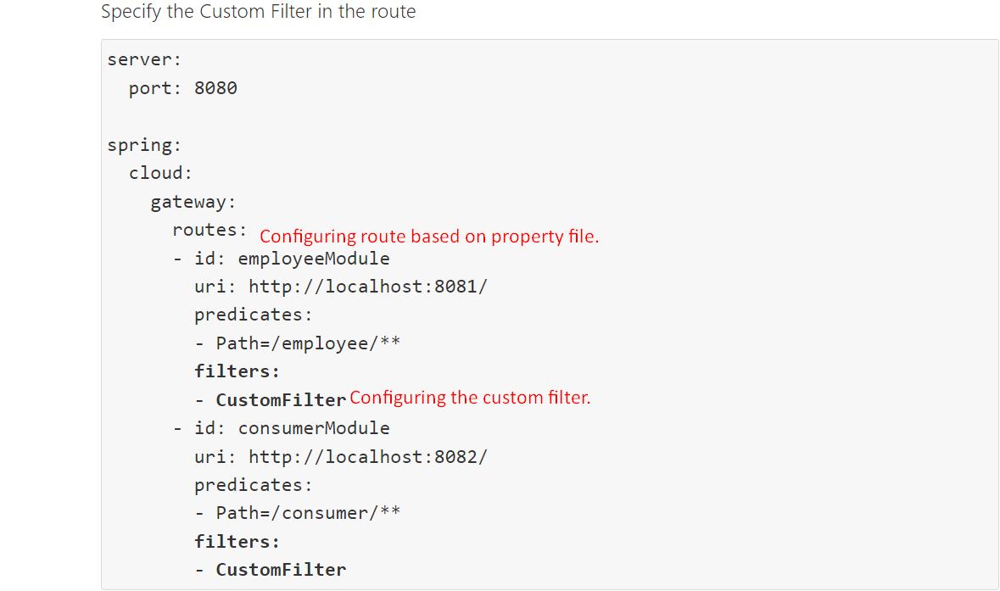 Specify the Custom Filter in the route
server:
  port: 8080
spring:
  cloud:
    gateway:
      routes: Configuring route based on property file.
      - id: employeeModule
        uri: http://localhost:8081/
        predicates:
        - Path=/employee/**
        filters:
        - CustomFilter Configuring the custom filter.
      - id: consumerModule
        uri: http://localhost:8082/
        predicates:
        - Path=/consumer/**
        filters:
        - CustomFilter